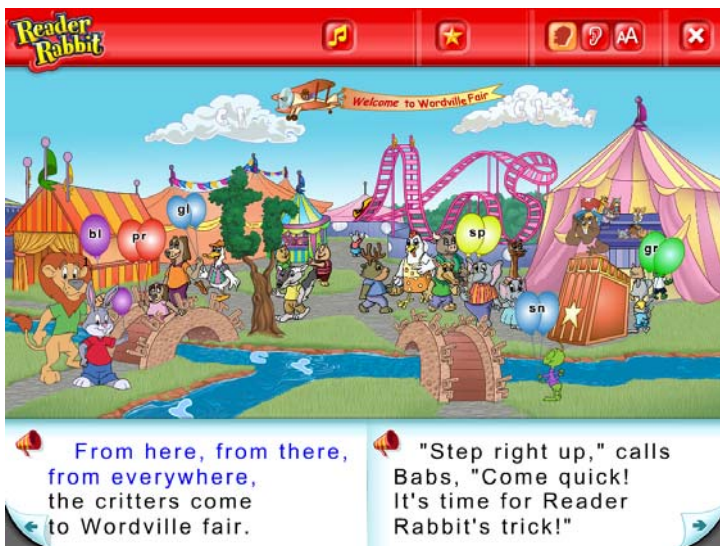 Reader
Rabbit
AA
Welcome to Wordville Fair
bl
pr
gl
tr
sp
gr
sn
From here, from there,
from everywhere,
the critters come
to Wordville fair.
"Step right up," calls
Babs, "Come quick!
It's time for Reader
Rabbit's trick!"